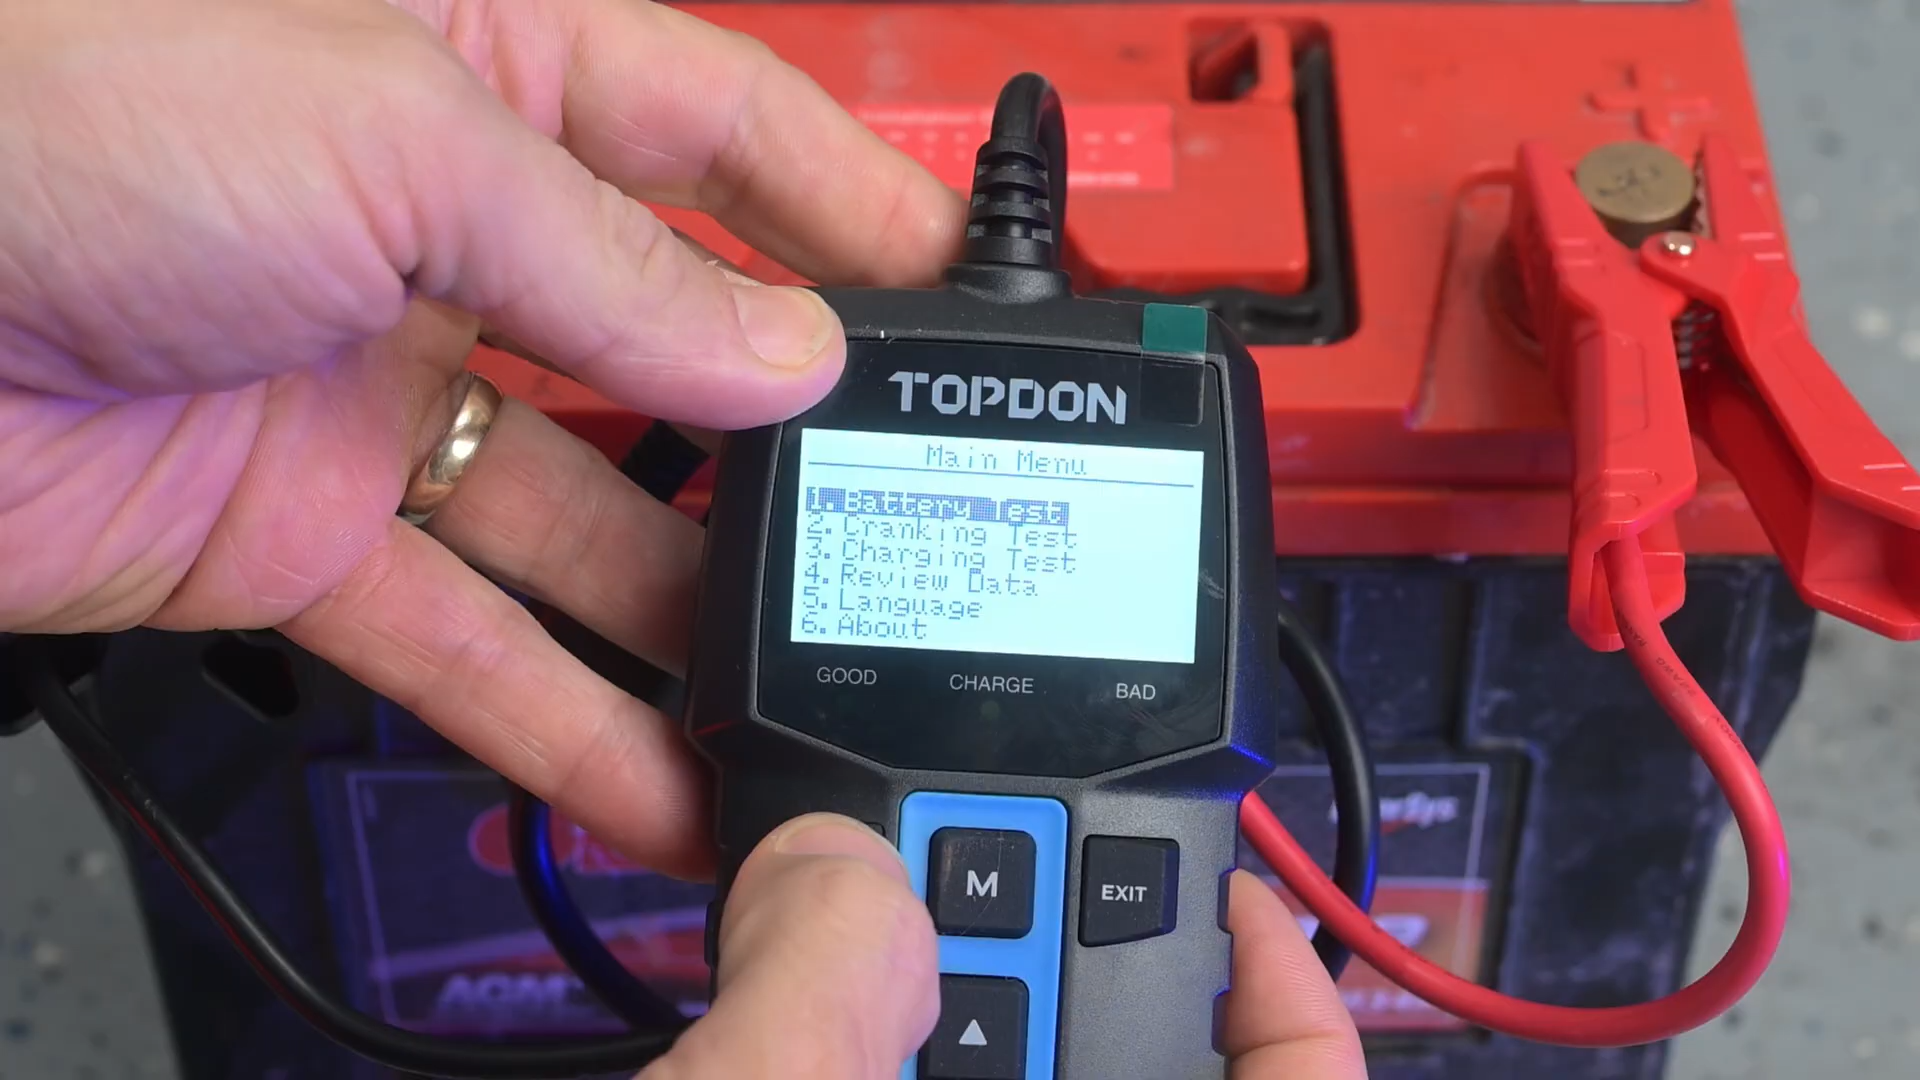 TOPDON
Main Menu
1. Battery Test
2. Cranking Test
3. Charging Test
4. Review Data
5. Language
6. About
GOOD CHARGE BAD
M
EXIT
▲
AGM